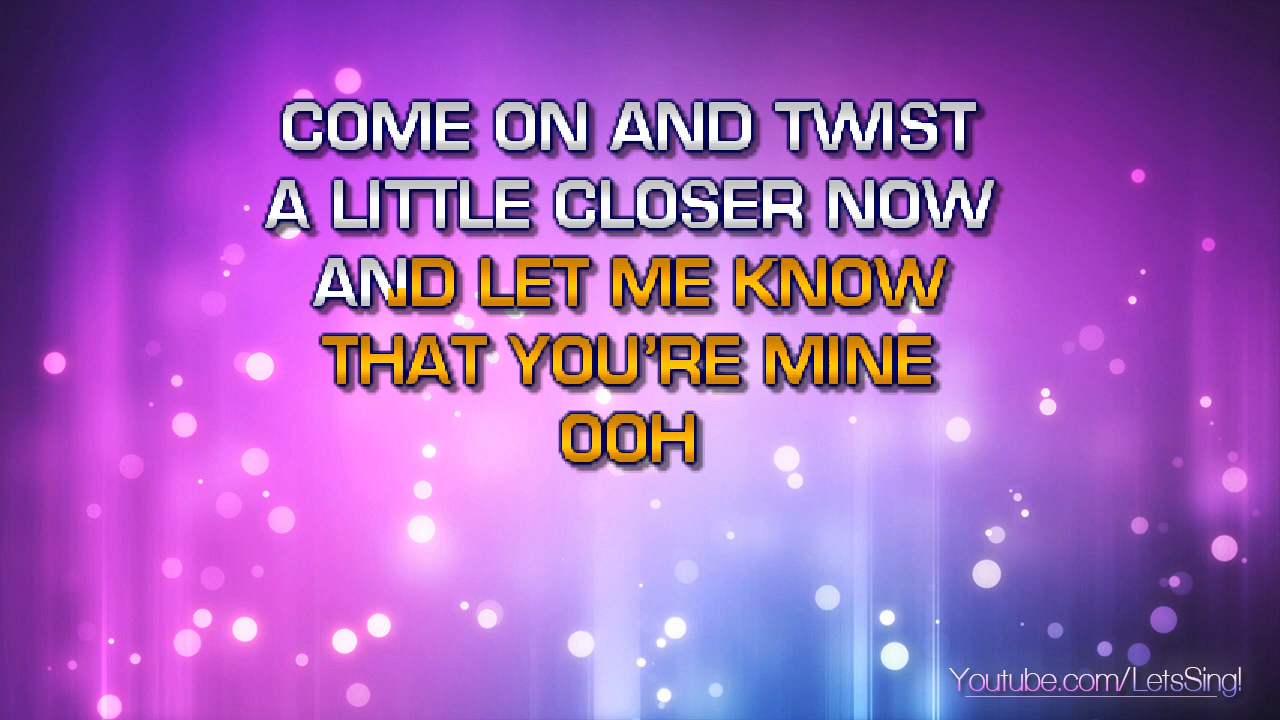 COME ON AND TWIST
A LITTLE CLOSER NOW
AND LET ME KNOW
THAT YOU'RE MINE
OOH
Youtube.com/LetsSing!